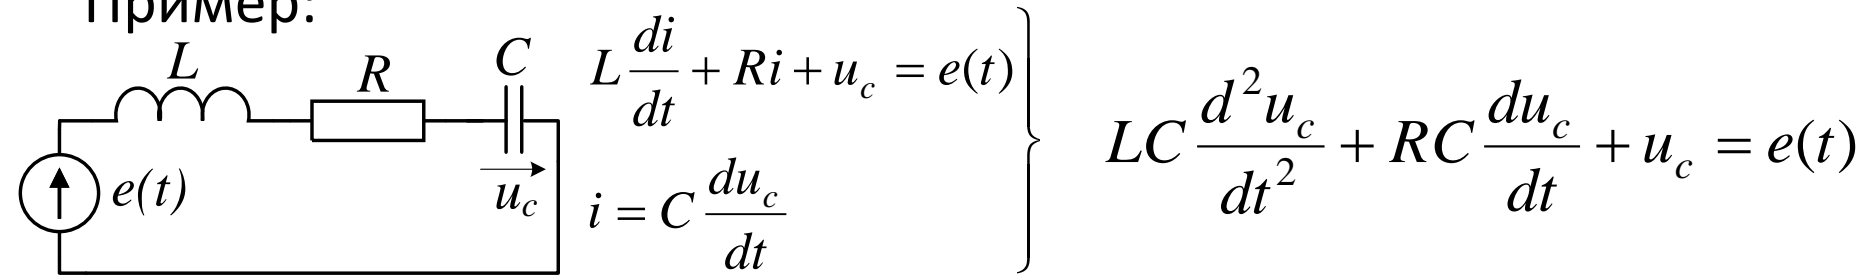 Пример:
L
R
C
e(t)
u_c
L di/dt + Ri + u_c = e(t)
i = C du_c/dt
LC d²u_c/dt² + RC du_c/dt + u_c = e(t)